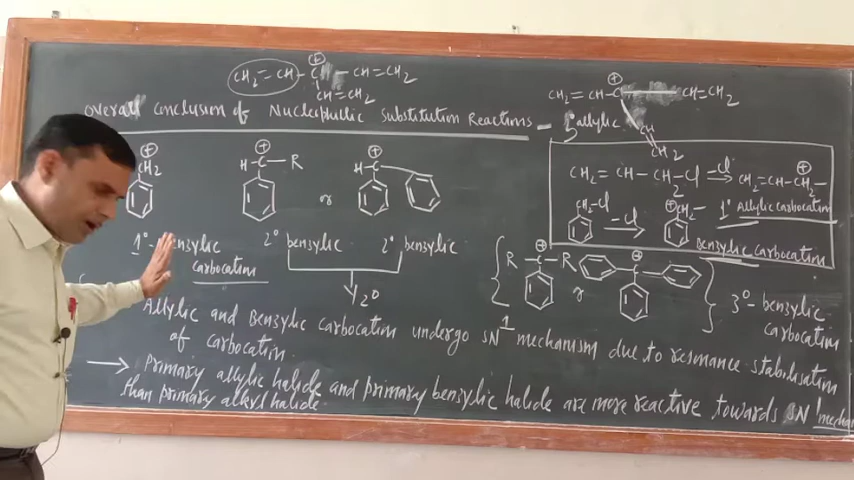 CH₂=CH-C⊕-CH=CH₂
CH=CH₂
overall conclusion of Nucleophillic Substitution Reactions -
CH₂=CH-C⊕ CH=CH₂
3° allylic
CH
CH₂
⊕
CH₂
H-C⊕-R
or
H-C⊕
1°-Benzylic
carbocation
2° benzylic
2° benzylic
2°
CH₂=CH-CH₂-Cl -Cl→ CH₂=CH-CH₂⊕-
CH₂-Cl -Cl→ CH₂⊕-
1° Allylic carbocation
Benzylic carbocation
R-C⊕-R
or
C⊕
3°-benzylic
carbocation
Allylic and Benzylic carbocation undergo SN1 mechanism due to resonance stabilisation
of carbocation.
→ Primary allylic halide and primary benzylic halide are more reactive towards SN1
than primary alkyl halide.